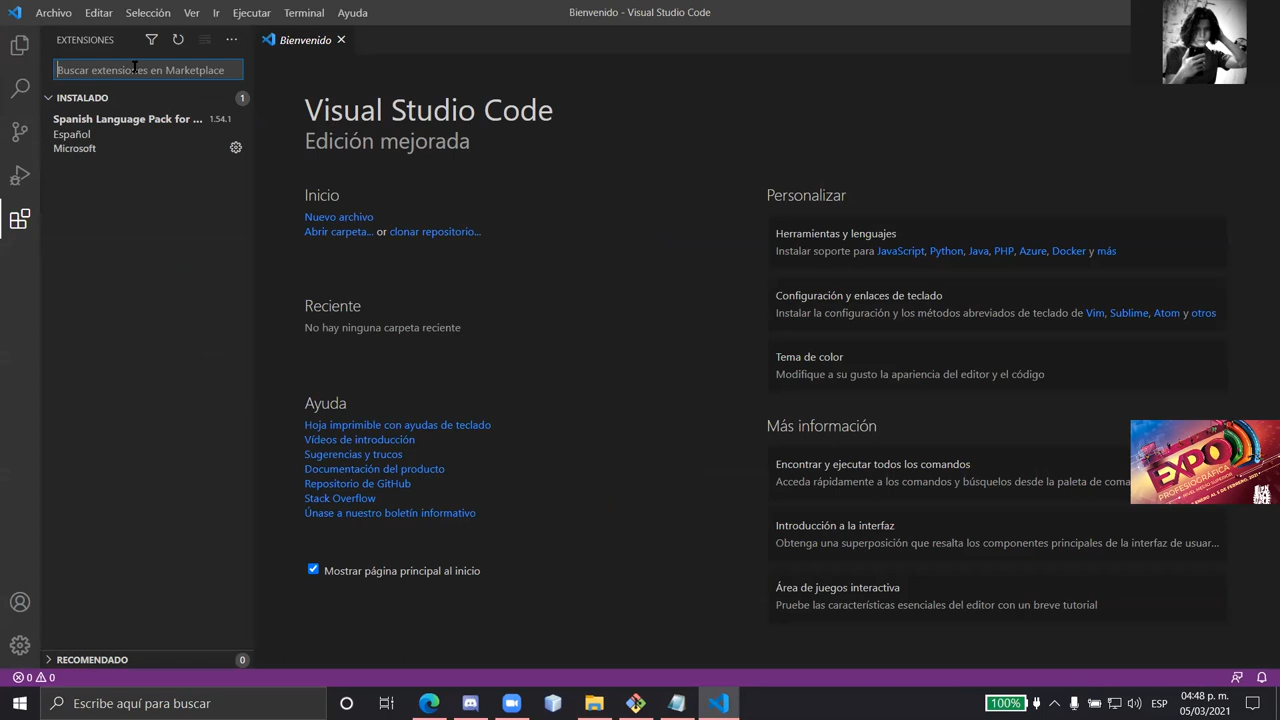 Archivo Editar Selección Ver Ir Ejecutar Terminal Ayuda
Bienvenido - Visual Studio Code
EXTENSIONES
Bienvenido
Buscar extensiones en Marketplace
INSTALADO 1
Spanish Language Pack for ... 1.54.1
Español
Microsoft
Visual Studio Code
Edición mejorada
Inicio
Nuevo archivo
Abrir carpeta... or clonar repositorio...
Reciente
No hay ninguna carpeta reciente
Ayuda
Hoja imprimible con ayudas de teclado
Vídeos de introducción
Sugerencias y trucos
Documentación del producto
Repositorio de GitHub
Stack Overflow
Únase a nuestro boletín informativo
Mostrar página principal al inicio
Personalizar
Herramientas y lenguajes
Instalar soporte para JavaScript, Python, Java, PHP, Azure, Docker y más
Configuración y enlaces de teclado
Instalar la configuración y los métodos abreviados de teclado de Vim, Sublime, Atom y otros
Tema de color
Modifique a su gusto la apariencia del editor y el código
Más información
Encontrar y ejecutar todos los comandos
Acceda rápidamente a los comandos y búsquelos desde la paleta de coma
Introducción a la interfaz
Obtenga una superposición que resalta los componentes principales de la interfaz de usuar...
Área de juegos interactiva
Pruebe las características esenciales del editor con un breve tutorial
EXPO
PROFESIOGRÁFICA
NIVEL MEDIO SUPERIOR
RECOMENDADO 0
0 0
Escribe aquí para buscar
100%
ESP
04:48 p. m.
05/03/2021